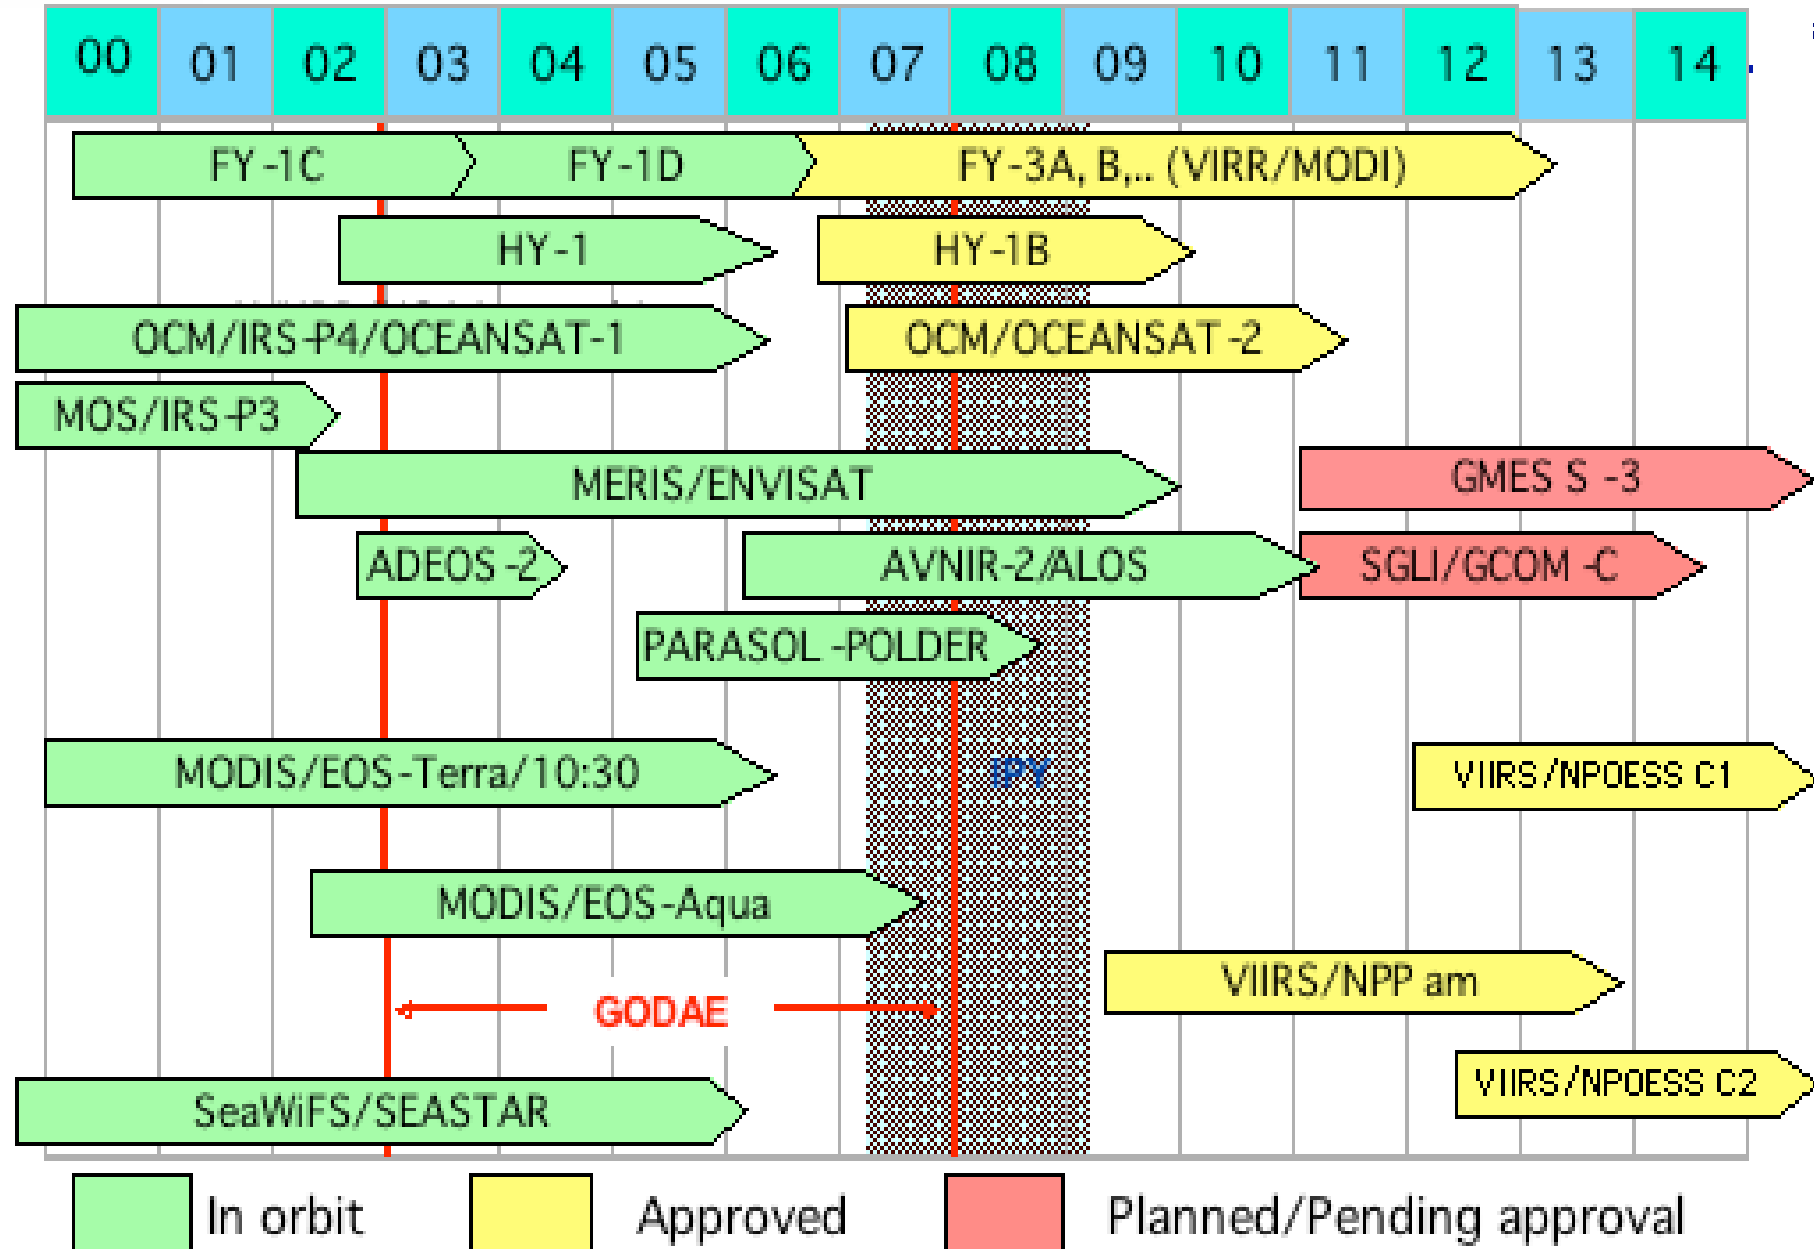 00 01 02 03 04 05 06 07 08 09 10 11 12 13 14
FY-1C FY-1D FY-3A, B,.. (VIRR/MODI)
HY-1 HY-1B
OCM/IRS-P4/OCEANSAT-1 OCM/OCEANSAT-2
MOS/IRS-P3
MERIS/ENVISAT GMES S -3
ADEOS -2 AVNIR-2/ALOS SGLI/GCOM -C
PARASOL -POLDER
MODIS/EOS-Terra/10:30 IPY VIIRS/NPOESS C1
MODIS/EOS-Aqua
VIIRS/NPP am
GODAE
VIIRS/NPOESS C2
SeaWiFS/SEASTAR
In orbit Approved Planned/Pending approval